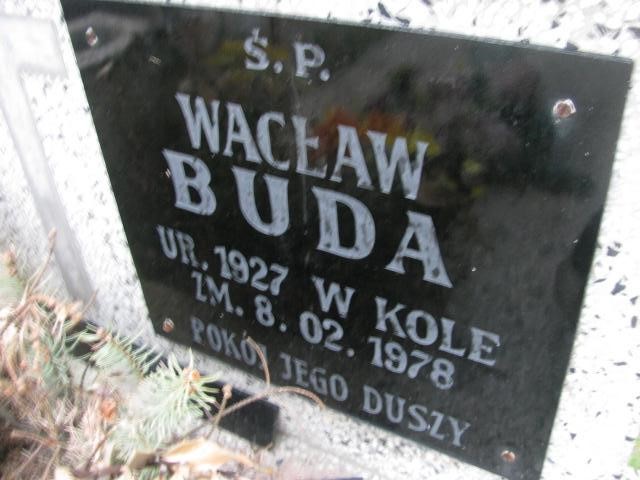 Ś.P.
WACŁAW
BUDA
UR. 1927 W KOLE
ZM. 8.02.1978
POKÓJ JEGO DUSZY